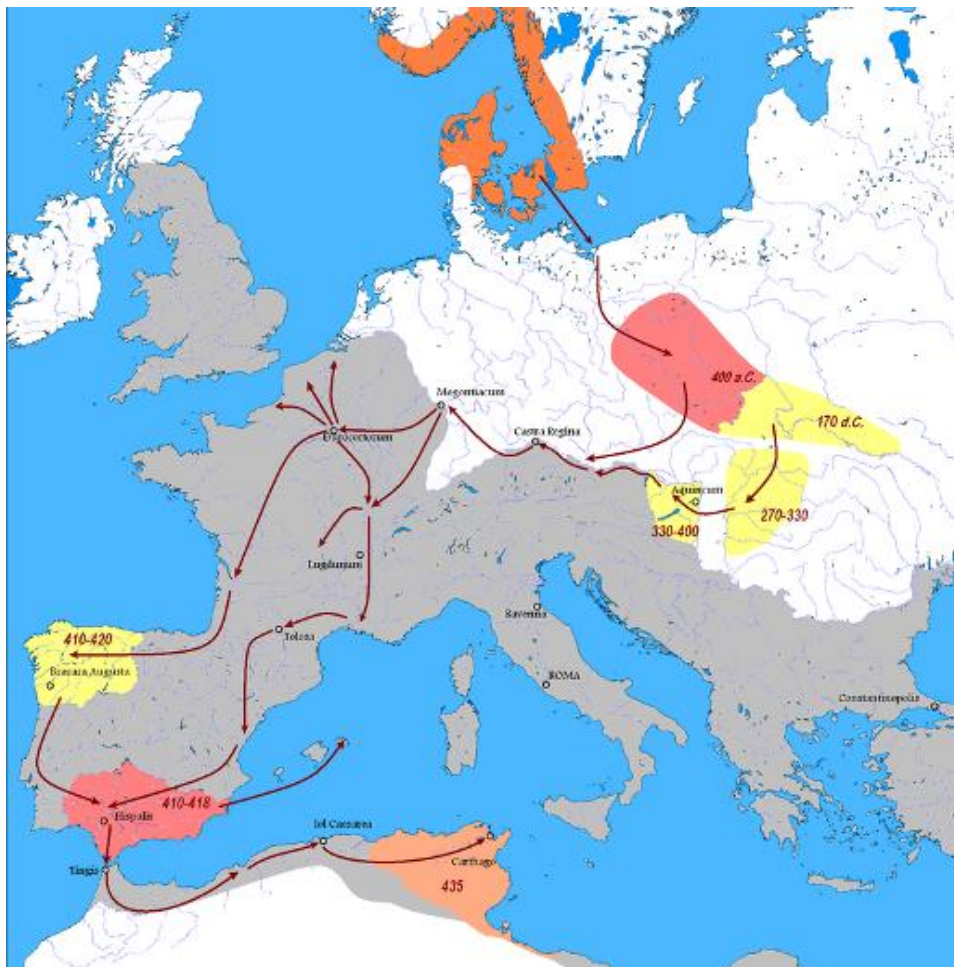 400 a.C.
Mogontiacum
170 d.C.
Durocortorum
Castra Regina
Aquincum
270-330
330-400
Lugdunum
Ravenna
Tolosa
410-420
Bracara Augusta
ROMA
Constantinopolis
410-418
Hispalis
Iol Caesarea
Carthago
Tingis
435